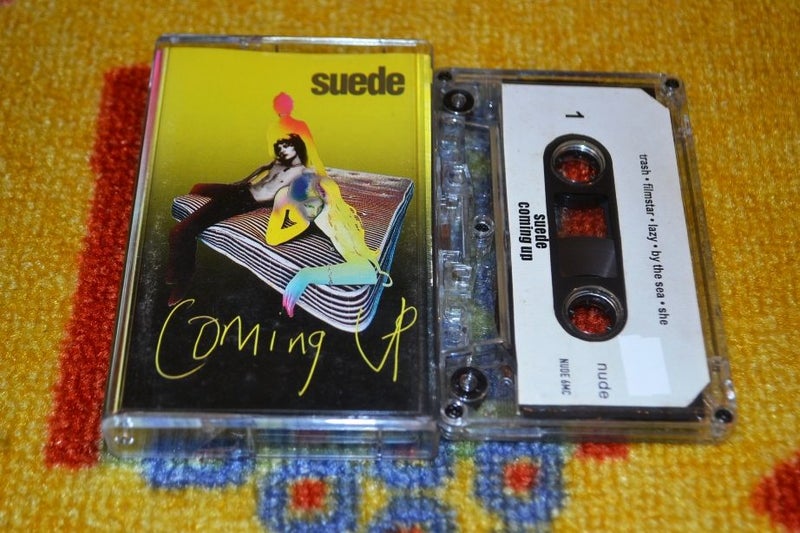 suede
Coming Up
1
trash • filmstar • lazy • by the sea • she
suede
coming up
nude
NUDE 6MC